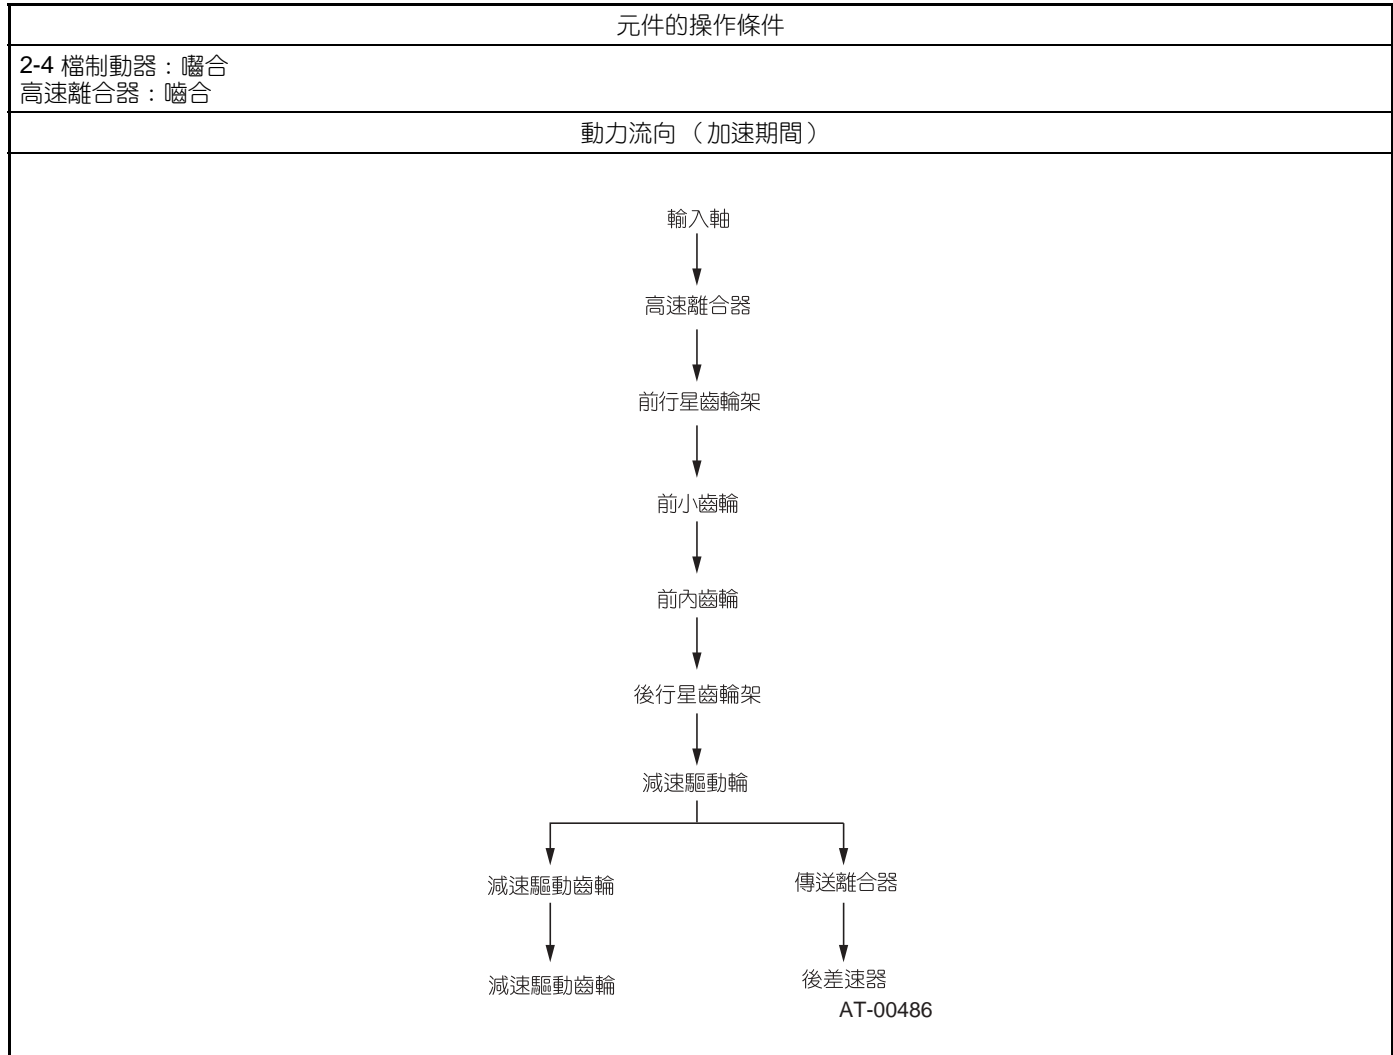 元件的操作條件
2-4 檔制動器：囓合
高速離合器：嚙合
動力流向 （加速期間）
輸入軸
高速離合器
前行星齒輪架
前小齒輪
前內齒輪
後行星齒輪架
減速驅動輪
減速驅動齒輪
傳送離合器
減速驅動齒輪
後差速器
AT-00486